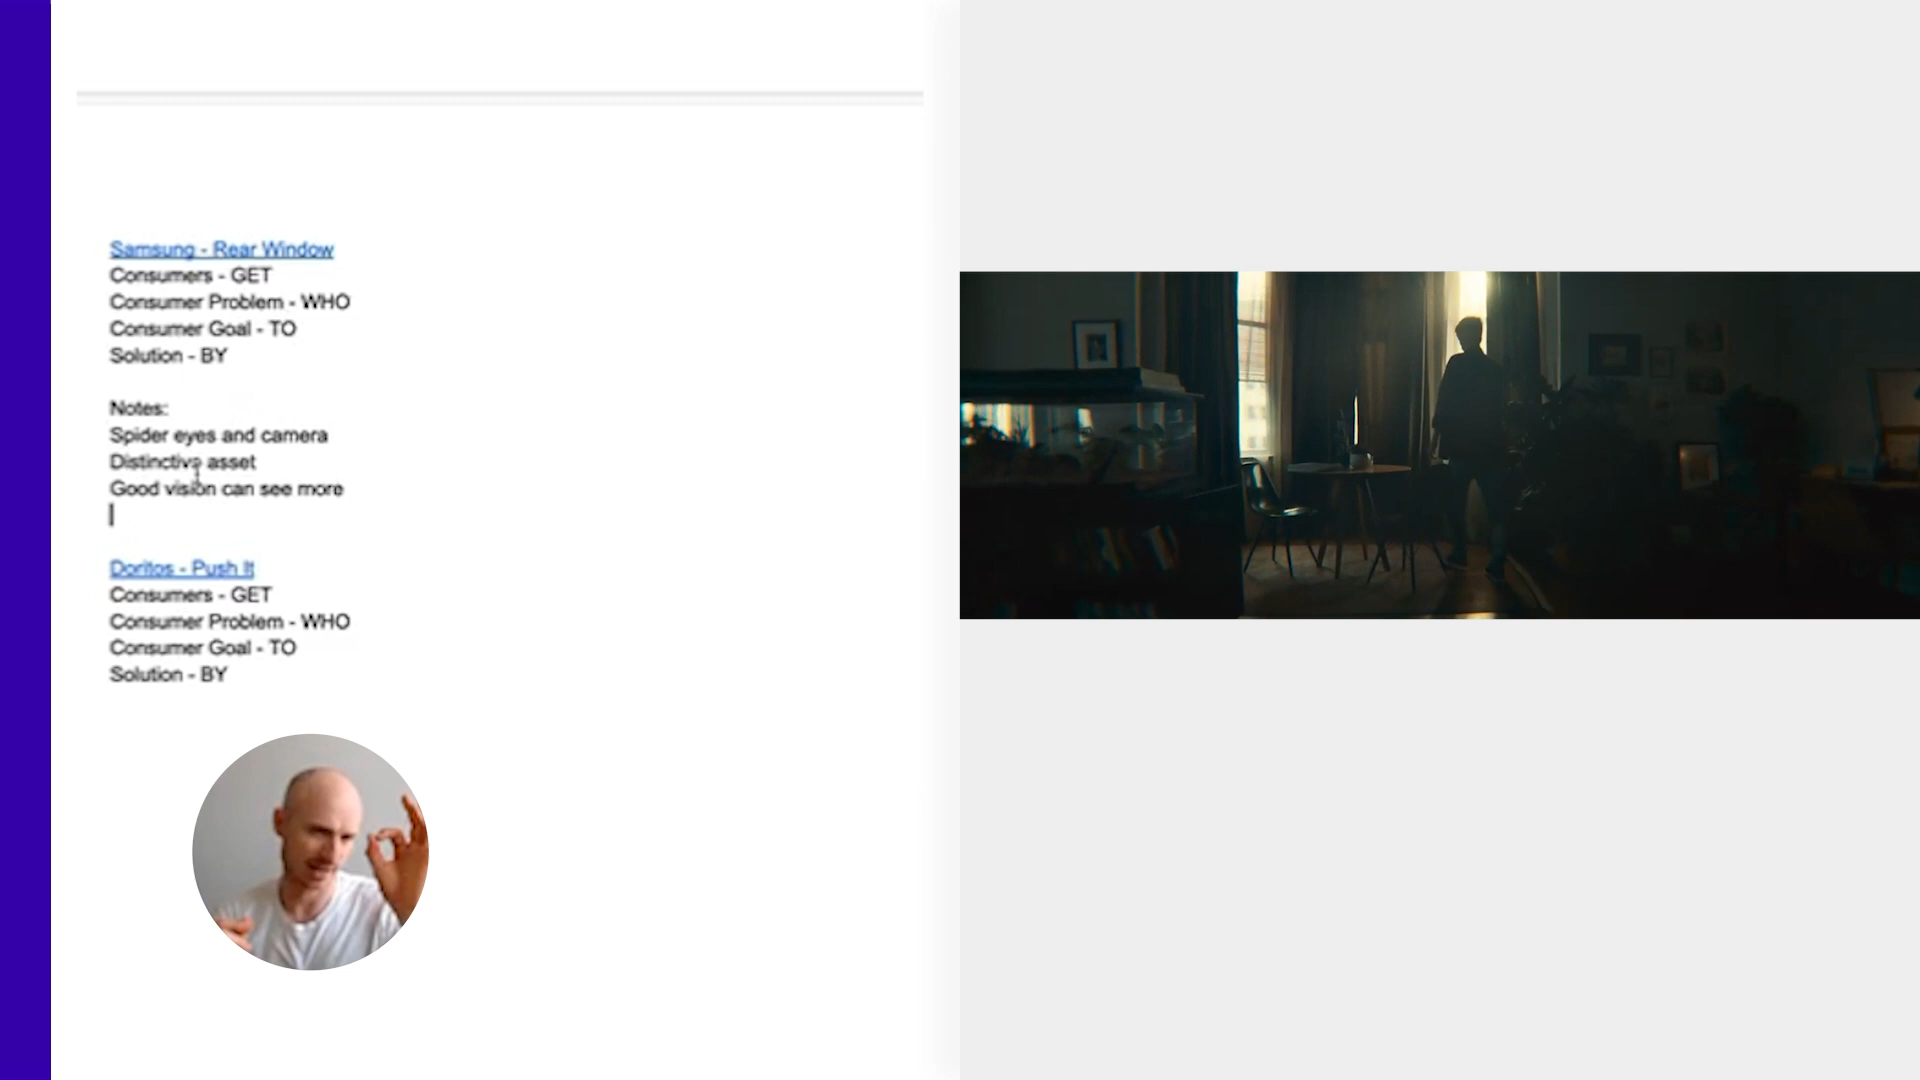 Samsung - Rear Window
Consumers - GET
Consumer Problem - WHO
Consumer Goal - TO
Solution - BY
Notes:
Spider eyes and camera
Distinctive asset
Good vision can see more
Doritos - Push It
Consumers - GET
Consumer Problem - WHO
Consumer Goal - TO
Solution - BY